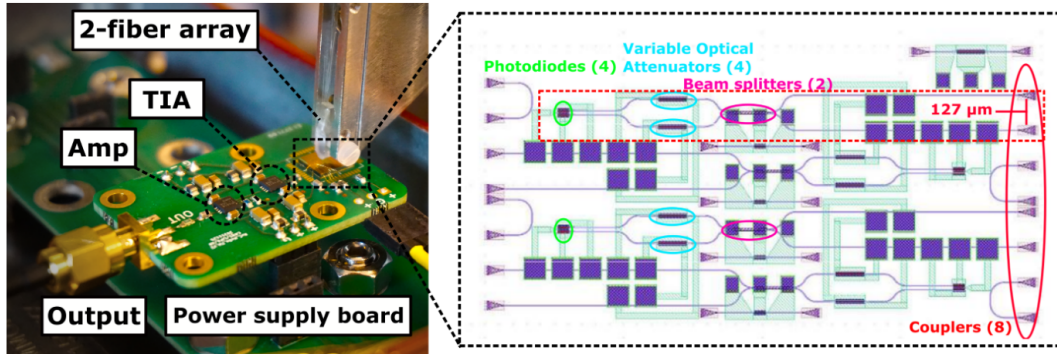 2-fiber array
TIA
Amp
OUT
Output
Power supply board
Photodiodes (4)
Variable Optical
Attenuators (4)
Beam splitters (2)
127 μm
Couplers (8)